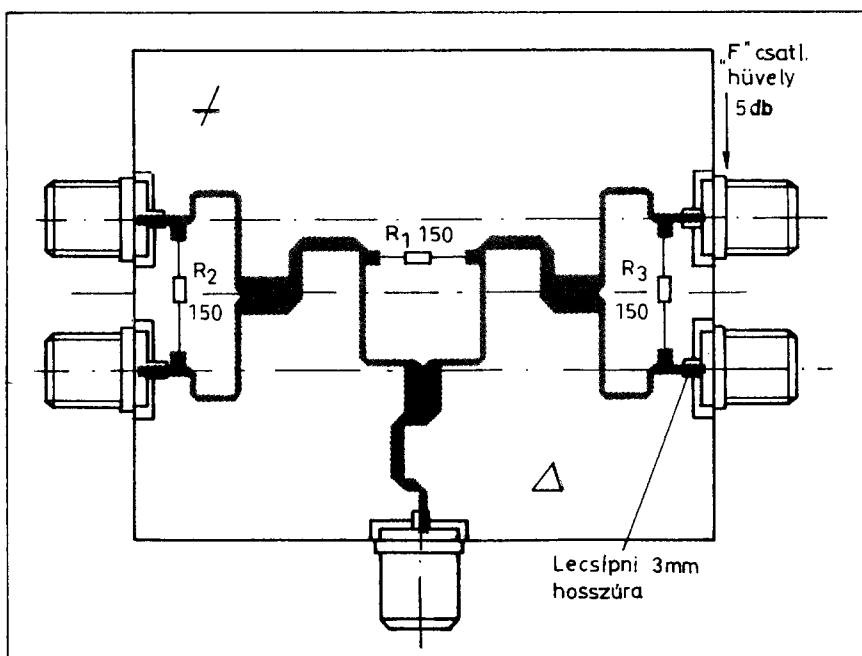 „F" csatl.
hüvely
5 db
R1 150
R2
150
R3
150
Lecsípni 3mm
hosszúra